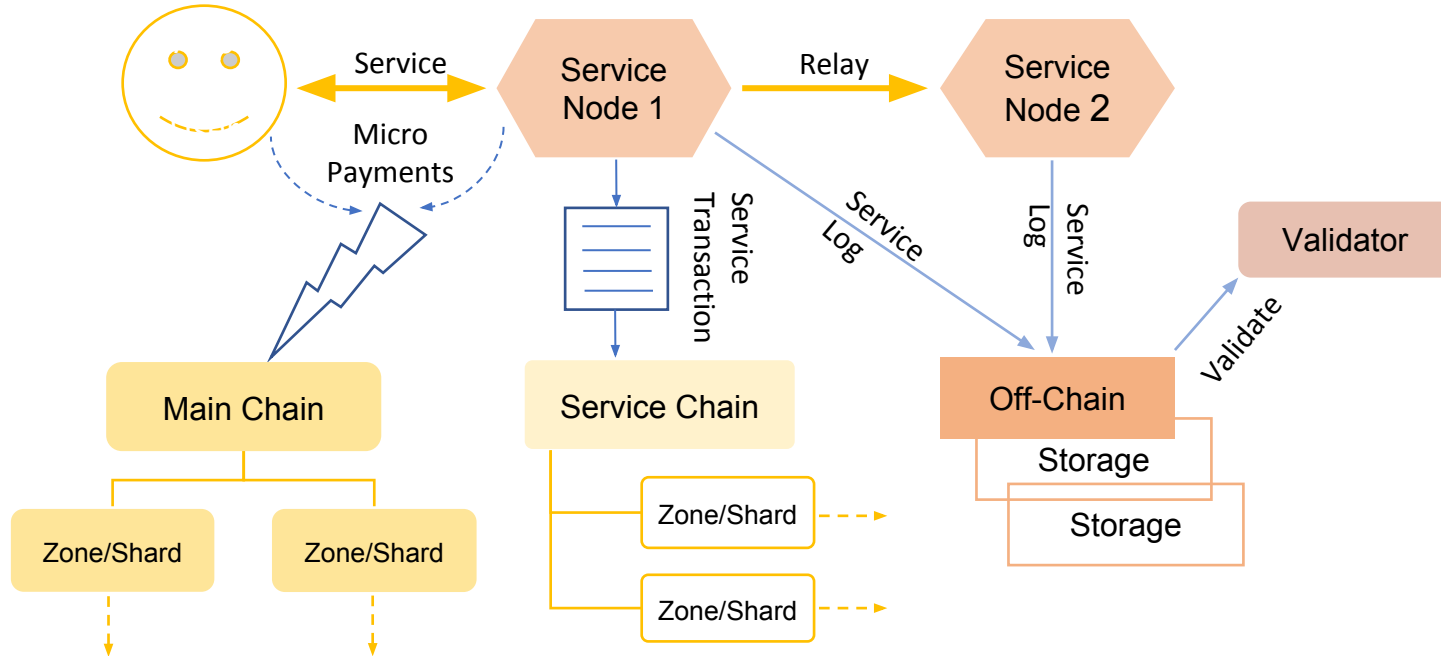 Service
Service
Node 1
Relay
Service
Node 2
Micro
Payments
Service
Transaction
Service
Log
Service
Log
Validator
Validate
Main Chain
Service Chain
Off-Chain
Storage
Storage
Zone/Shard
Zone/Shard
Zone/Shard
Zone/Shard